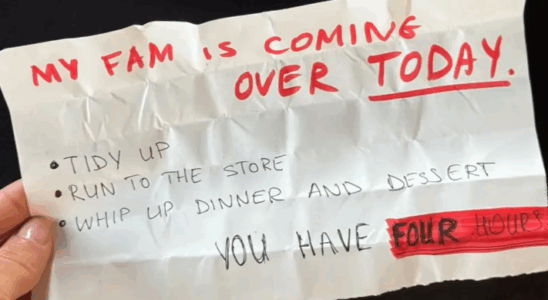 MY FAM IS COMING
OVER TODAY.
• TIDY UP
• RUN TO THE STORE
• WHIP UP DINNER AND DESSERT
YOU HAVE FOUR HOURS